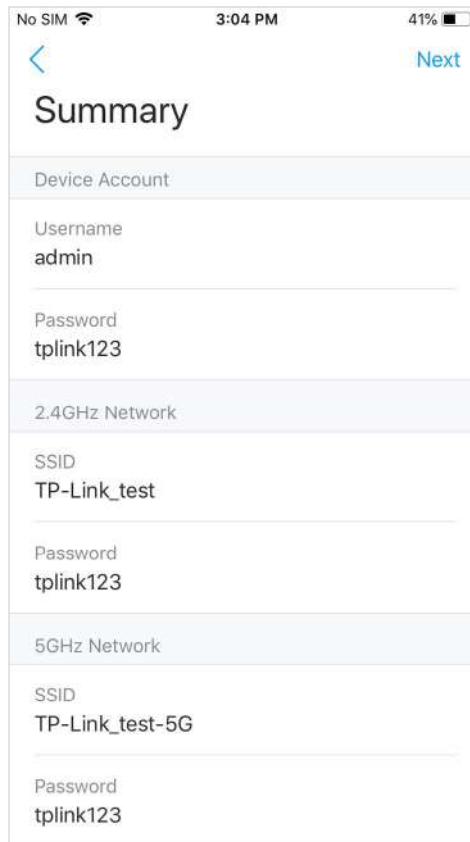 No SIM 3:04 PM 41%
Next
Summary
Device Account
Username
admin
Password
tplink123
2.4GHz Network
SSID
TP-Link_test
Password
tplink123
5GHz Network
SSID
TP-Link_test-5G
Password
tplink123